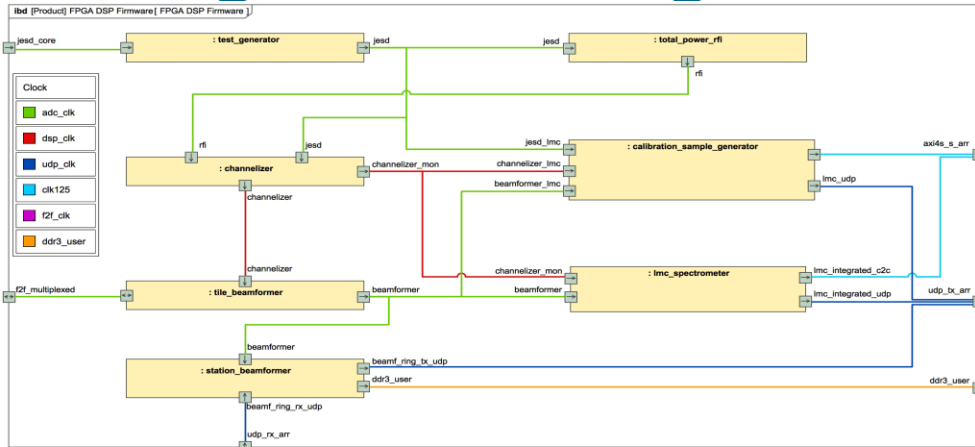 ibd [Product] FPGA DSP Firmware[ FPGA DSP Firmware ]
jesd_core
: test_generator
jesd
jesd
: total_power_rfi
rfi
Clock
adc_clk
dsp_clk
udp_clk
clk125
f2f_clk
ddr3_user
rfi
jesd
: channelizer
channelizer_mon
channelizer
jesd_lmc
channelizer_lmc
beamformer_lmc
: calibration_sample_generator
axi4s_s_arr
lmc_udp
channelizer
f2f_multiplexed
: tile_beamformer
beamformer
channelizer_mon
beamformer
: lmc_spectrometer
lmc_integrated_c2c
lmc_integrated_udp
udp_tx_arr
beamformer
: station_beamformer
beamf_ring_tx_udp
ddr3_user
ddr3_user
beamf_ring_rx_udp
udp_rx_arr